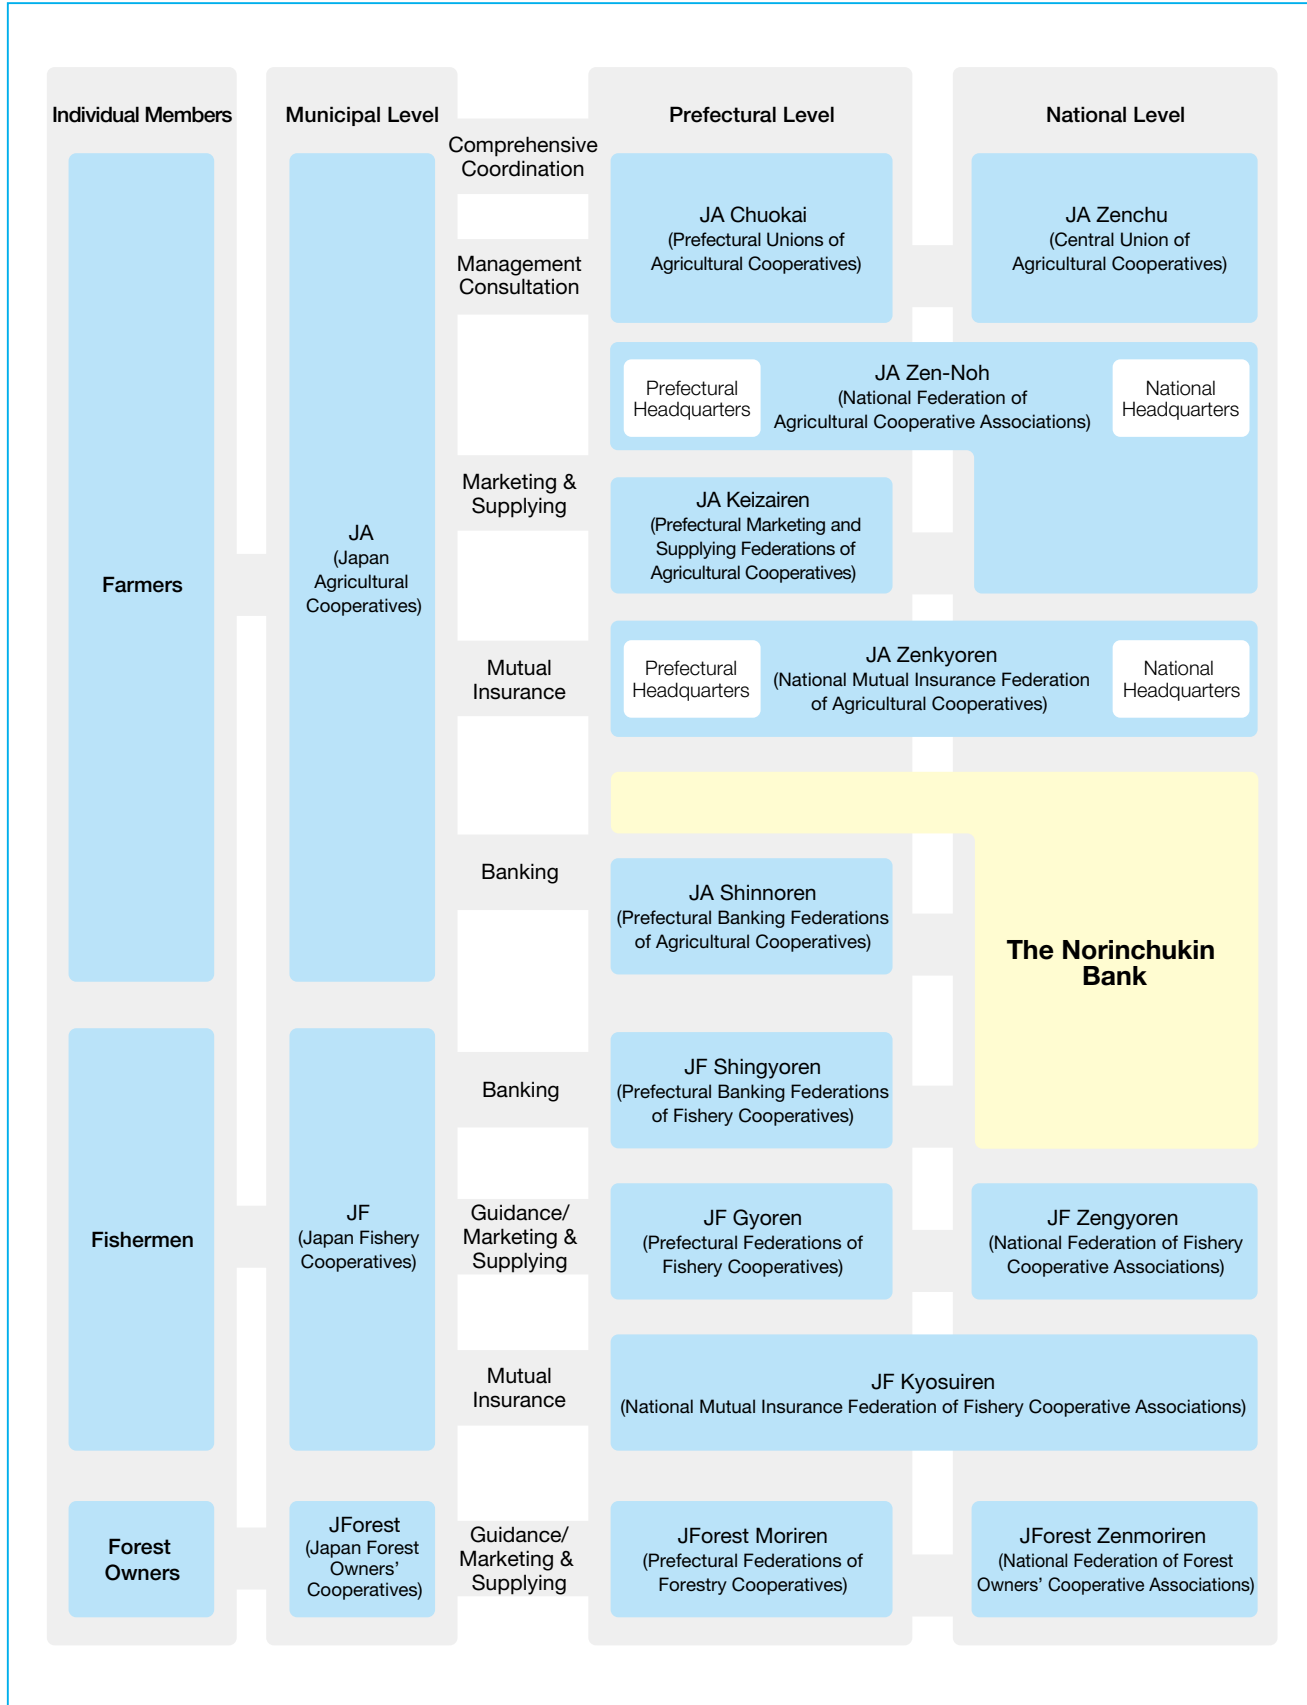 Individual Members
Municipal Level
Prefectural Level
National Level
Farmers
JA
(Japan
Agricultural
Cooperatives)
Comprehensive
Coordination
Management
Consultation
JA Chuokai
(Prefectural Unions of
Agricultural Cooperatives)
JA Zenchu
(Central Union of
Agricultural Cooperatives)
Marketing &
Supplying
Prefectural
Headquarters
JA Zen-Noh
(National Federation of
Agricultural Cooperative Associations)
National
Headquarters
JA Keizairen
(Prefectural Marketing and
Supplying Federations of
Agricultural Cooperatives)
Mutual
Insurance
Prefectural
Headquarters
JA Zenkyoren
(National Mutual Insurance Federation
of Agricultural Cooperatives)
National
Headquarters
Banking
JA Shinnoren
(Prefectural Banking Federations
of Agricultural Cooperatives)
The Norinchukin
Bank
Fishermen
JF
(Japan Fishery
Cooperatives)
Banking
JF Shingyoren
(Prefectural Banking Federations
of Fishery Cooperatives)
Guidance/
Marketing &
Supplying
JF Gyoren
(Prefectural Federations of
Fishery Cooperatives)
JF Zengyoren
(National Federation of Fishery
Cooperative Associations)
Mutual
Insurance
JF Kyosuiren
(National Mutual Insurance Federation of Fishery Cooperative Associations)
Forest
Owners
JForest
(Japan Forest
Owners’
Cooperatives)
Guidance/
Marketing &
Supplying
JForest Moriren
(Prefectural Federations of
Forestry Cooperatives)
JForest Zenmoriren
(National Federation of Forest
Owners’ Cooperative Associations)